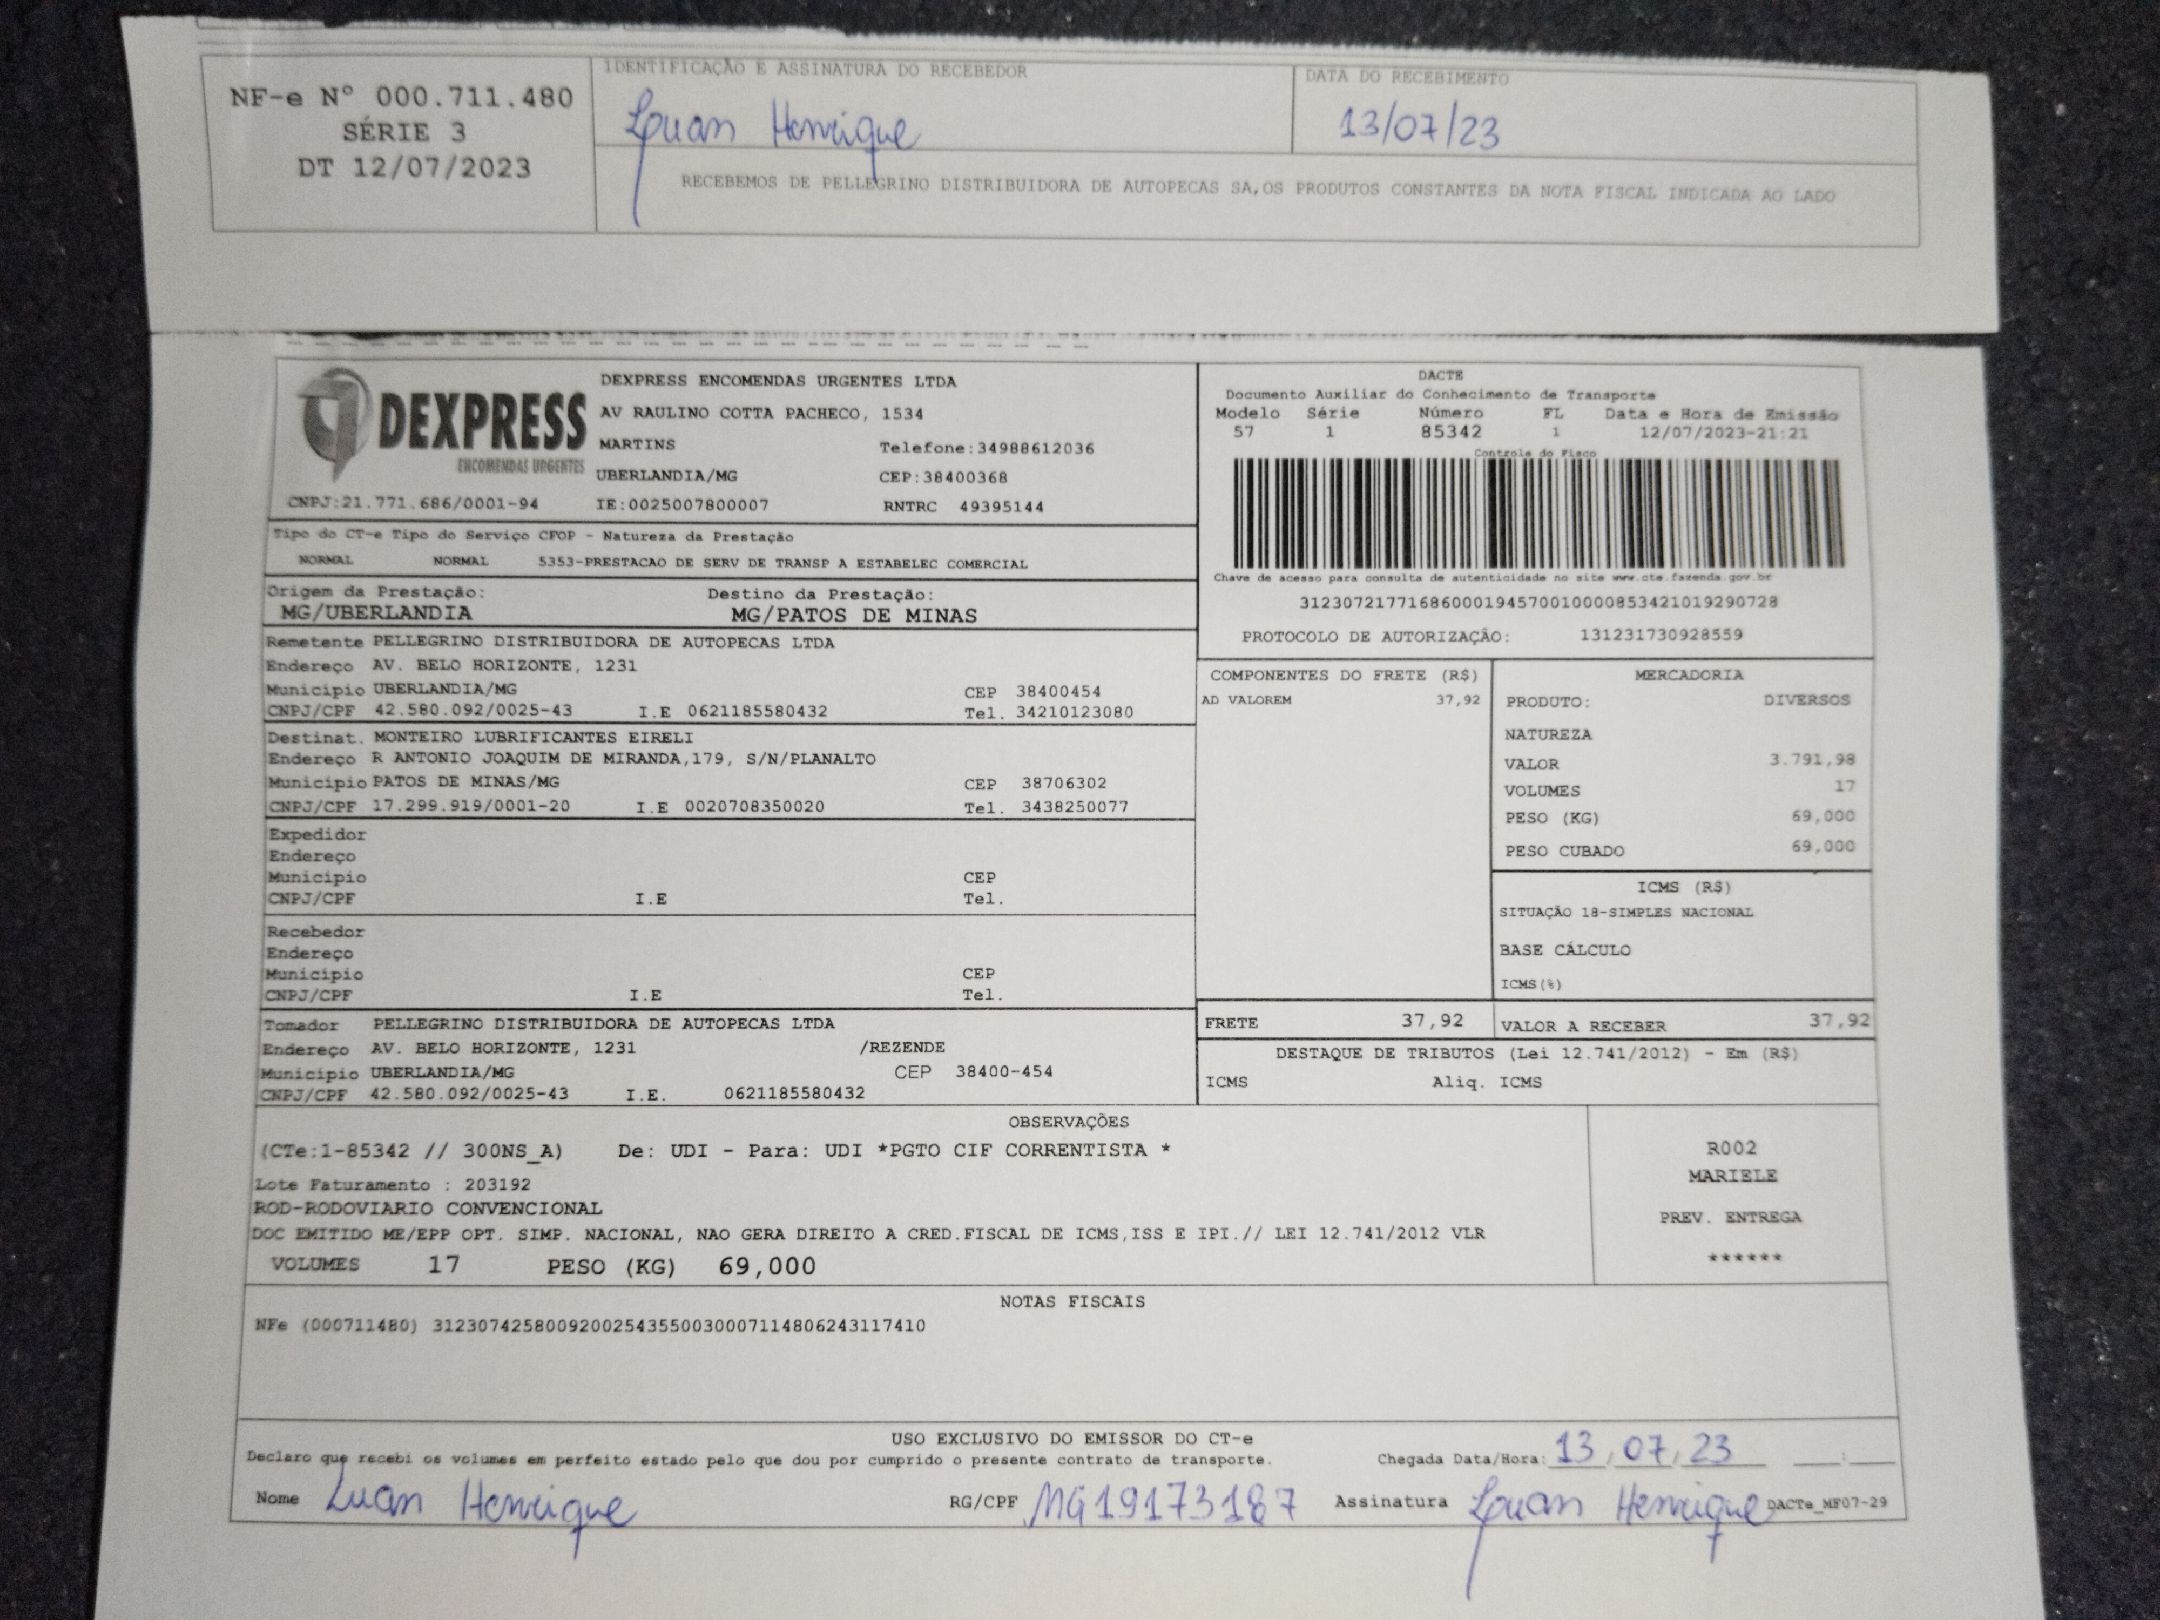 NF-e Nº 000.711.480
SÉRIE 3
DT 12/07/2023
IDENTIFICAÇÃO E ASSINATURA DO RECEBEDOR
Luan Henrique
DATA DO RECEBIMENTO
13/07/23
RECEBEMOS DE PELLEGRINO DISTRIBUIDORA DE AUTOPECAS SA,OS PRODUTOS CONSTANTES DA NOTA FISCAL INDICADA AO LADO
DEXPRESS
ENCOMENDAS URGENTES
CNPJ:21.771.686/0001-94
DEXPRESS ENCOMENDAS URGENTES LTDA
AV RAULINO COTTA PACHECO, 1534
MARTINS Telefone:34988612036
UBERLANDIA/MG CEP:38400368
IE:0025007800007 RNTRC 49395144
DACTE
Documento Auxiliar do Conhecimento de Transporte
Modelo Série Número FL Data e Hora de Emissão
57 1 85342 1 12/07/2023-21:21
Controle do Fisco
Chave de acesso para consulta de autenticidade no site www.cte.fazenda.gov.br
31230721771686000194570010000853421019290728
PROTOCOLO DE AUTORIZAÇÃO: 131231730928559
Tipo do CT-e Tipo do Serviço CFOP - Natureza da Prestação
NORMAL NORMAL 5353-PRESTACAO DE SERV DE TRANSP A ESTABELEC COMERCIAL
Origem da Prestação: Destino da Prestação:
MG/UBERLANDIA MG/PATOS DE MINAS
Remetente PELLEGRINO DISTRIBUIDORA DE AUTOPECAS LTDA
Endereço AV. BELO HORIZONTE, 1231
Municipio UBERLANDIA/MG CEP 38400454
CNPJ/CPF 42.580.092/0025-43 I.E 0621185580432 Tel. 34210123080
Destinat. MONTEIRO LUBRIFICANTES EIRELI
Endereço R ANTONIO JOAQUIM DE MIRANDA,179, S/N/PLANALTO
Municipio PATOS DE MINAS/MG CEP 38706302
CNPJ/CPF 17.299.919/0001-20 I.E 0020708350020 Tel. 3438250077
Expedidor
Endereço
Municipio CEP
CNPJ/CPF I.E Tel.
Recebedor
Endereço
Municipio CEP
CNPJ/CPF I.E Tel.
Tomador PELLEGRINO DISTRIBUIDORA DE AUTOPECAS LTDA
Endereço AV. BELO HORIZONTE, 1231 /REZENDE
Municipio UBERLANDIA/MG CEP 38400-454
CNPJ/CPF 42.580.092/0025-43 I.E. 0621185580432
COMPONENTES DO FRETE (R$)
AD VALOREM 37,92
MERCADORIA
PRODUTO: DIVERSOS
NATUREZA
VALOR 3.791,98
VOLUMES 17
PESO (KG) 69,000
PESO CUBADO 69,000
ICMS (R$)
SITUAÇÃO 18-SIMPLES NACIONAL
BASE CÁLCULO
ICMS(%)
FRETE 37,92 VALOR A RECEBER 37,92
DESTAQUE DE TRIBUTOS (Lei 12.741/2012) - Em (R$)
ICMS Aliq. ICMS
OBSERVAÇÕES
(CTe:1-85342 // 300NS_A) De: UDI - Para: UDI *PGTO CIF CORRENTISTA *
Lote Faturamento : 203192
ROD-RODOVIARIO CONVENCIONAL
DOC EMITIDO ME/EPP OPT. SIMP. NACIONAL, NAO GERA DIREITO A CRED.FISCAL DE ICMS,ISS E IPI.// LEI 12.741/2012 VLR
VOLUMES 17 PESO (KG) 69,000
R002
MARIELE
PREV. ENTREGA
******
NOTAS FISCAIS
NFe (000711480) 31230742580092002543550030007114806243117410
USO EXCLUSIVO DO EMISSOR DO CT-e
Declaro que recebi os volumes em perfeito estado pelo que dou por cumprido o presente contrato de transporte. Chegada Data/Hora: 13/07/23 __:__
Nome Luan Henrique RG/CPF MG19173187 Assinatura Luan Henrique DACTe_MF07-29